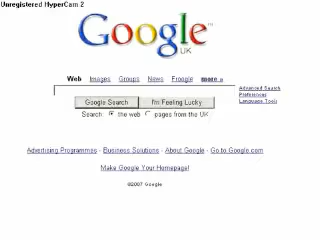 Unregistered HyperCam 2
Google
UK
Web Images Groups News Froogle more »
Advanced Search
Preferences
Language Tools
Google Search I'm Feeling Lucky
Search: the web pages from the UK
Advertising Programmes - Business Solutions - About Google - Go to Google.com
Make Google Your Homepage!
©2007 Google